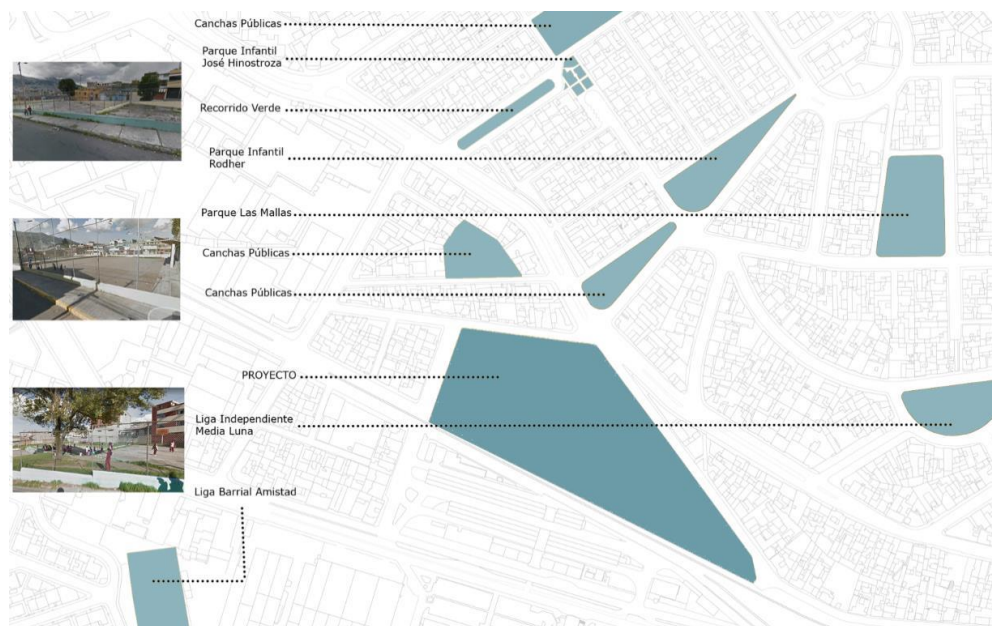 Canchas Públicas
Parque Infantil
José Hinostroza
Recorrido Verde
Parque Infantil
Rodher
Parque Las Mallas
Canchas Públicas
Canchas Públicas
PROYECTO
Liga Independiente
Media Luna
Liga Barrial Amistad